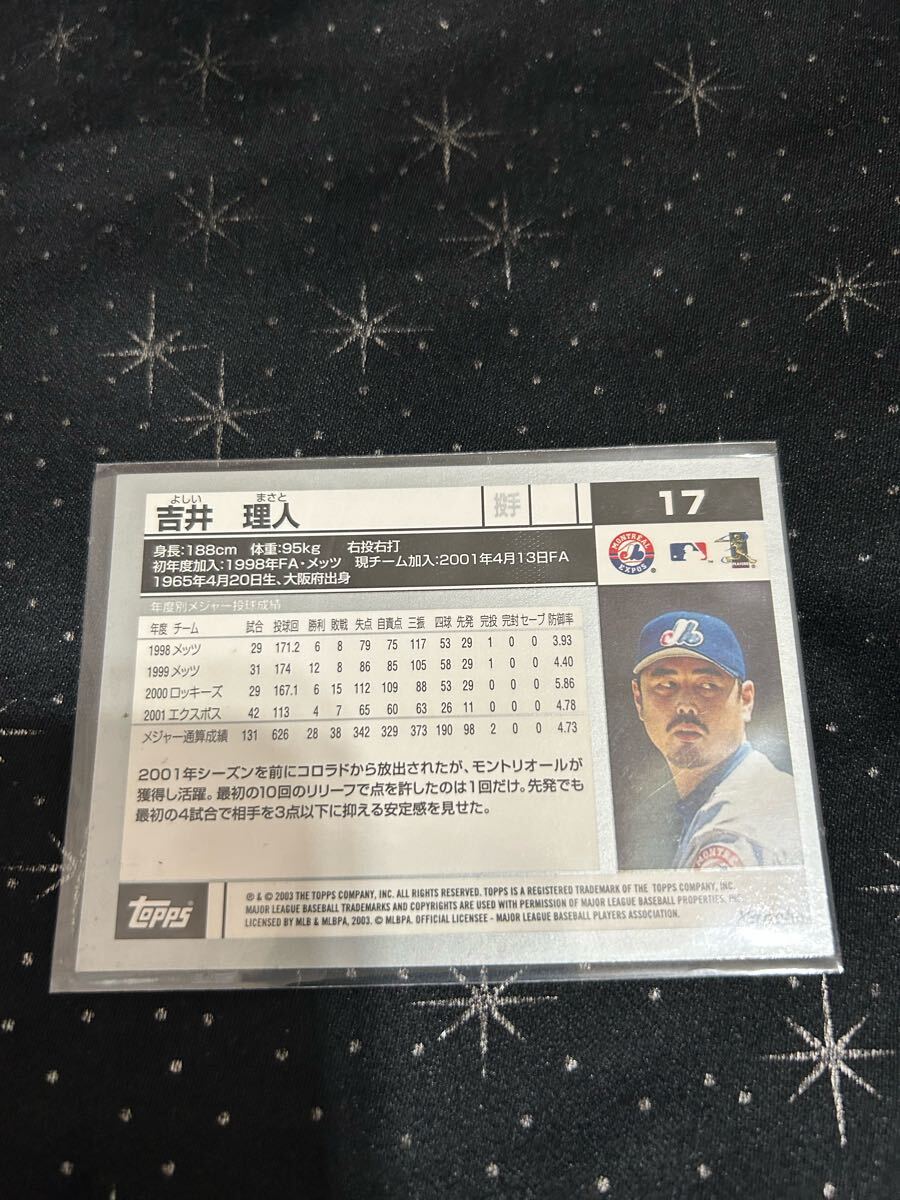 よしい　まさと
吉井　理人
投手
17
身長:188cm　体重:95kg　右投右打
初年度加入:1998年FA・メッツ　現チーム加入:2001年4月13日FA
1965年4月20日生、大阪府出身
MONTREAL
EXPOS
年度別メジャー投球成績
年度 チーム 試合 投球回 勝利 敗戦 失点 自責点 三振 四球 先発 完投 完封 セーブ 防御率
1998 メッツ 29 171.2 6 8 79 75 117 53 29 1 0 0 3.93
1999 メッツ 31 174 12 8 86 85 105 58 29 1 0 0 4.40
2000 ロッキーズ 29 167.1 6 15 112 109 88 53 29 0 0 0 5.86
2001 エクスポス 42 113 4 7 65 60 63 26 11 0 0 0 4.78
メジャー通算成績 131 626 28 38 342 329 373 190 98 2 0 0 4.73
2001年シーズンを前にコロラドから放出されたが、モントリオールが
獲得し活躍。最初の10回のリリーフで点を許したのは1回だけ。先発でも
最初の4試合で相手を3点以下に抑える安定感を見せた。
TOPPS
℗ & © 2003 THE TOPPS COMPANY, INC. ALL RIGHTS RESERVED. TOPPS IS A REGISTERED TRADEMARK OF THE TOPPS COMPANY, INC.
MAJOR LEAGUE BASEBALL TRADEMARKS AND COPYRIGHTS ARE USED WITH PERMISSION OF MAJOR LEAGUE BASEBALL PROPERTIES, INC.
LICENSED BY MLB & MLBPA, 2003. © MLBPA. OFFICIAL LICENSEE - MAJOR LEAGUE BASEBALL PLAYERS ASSOCIATION.